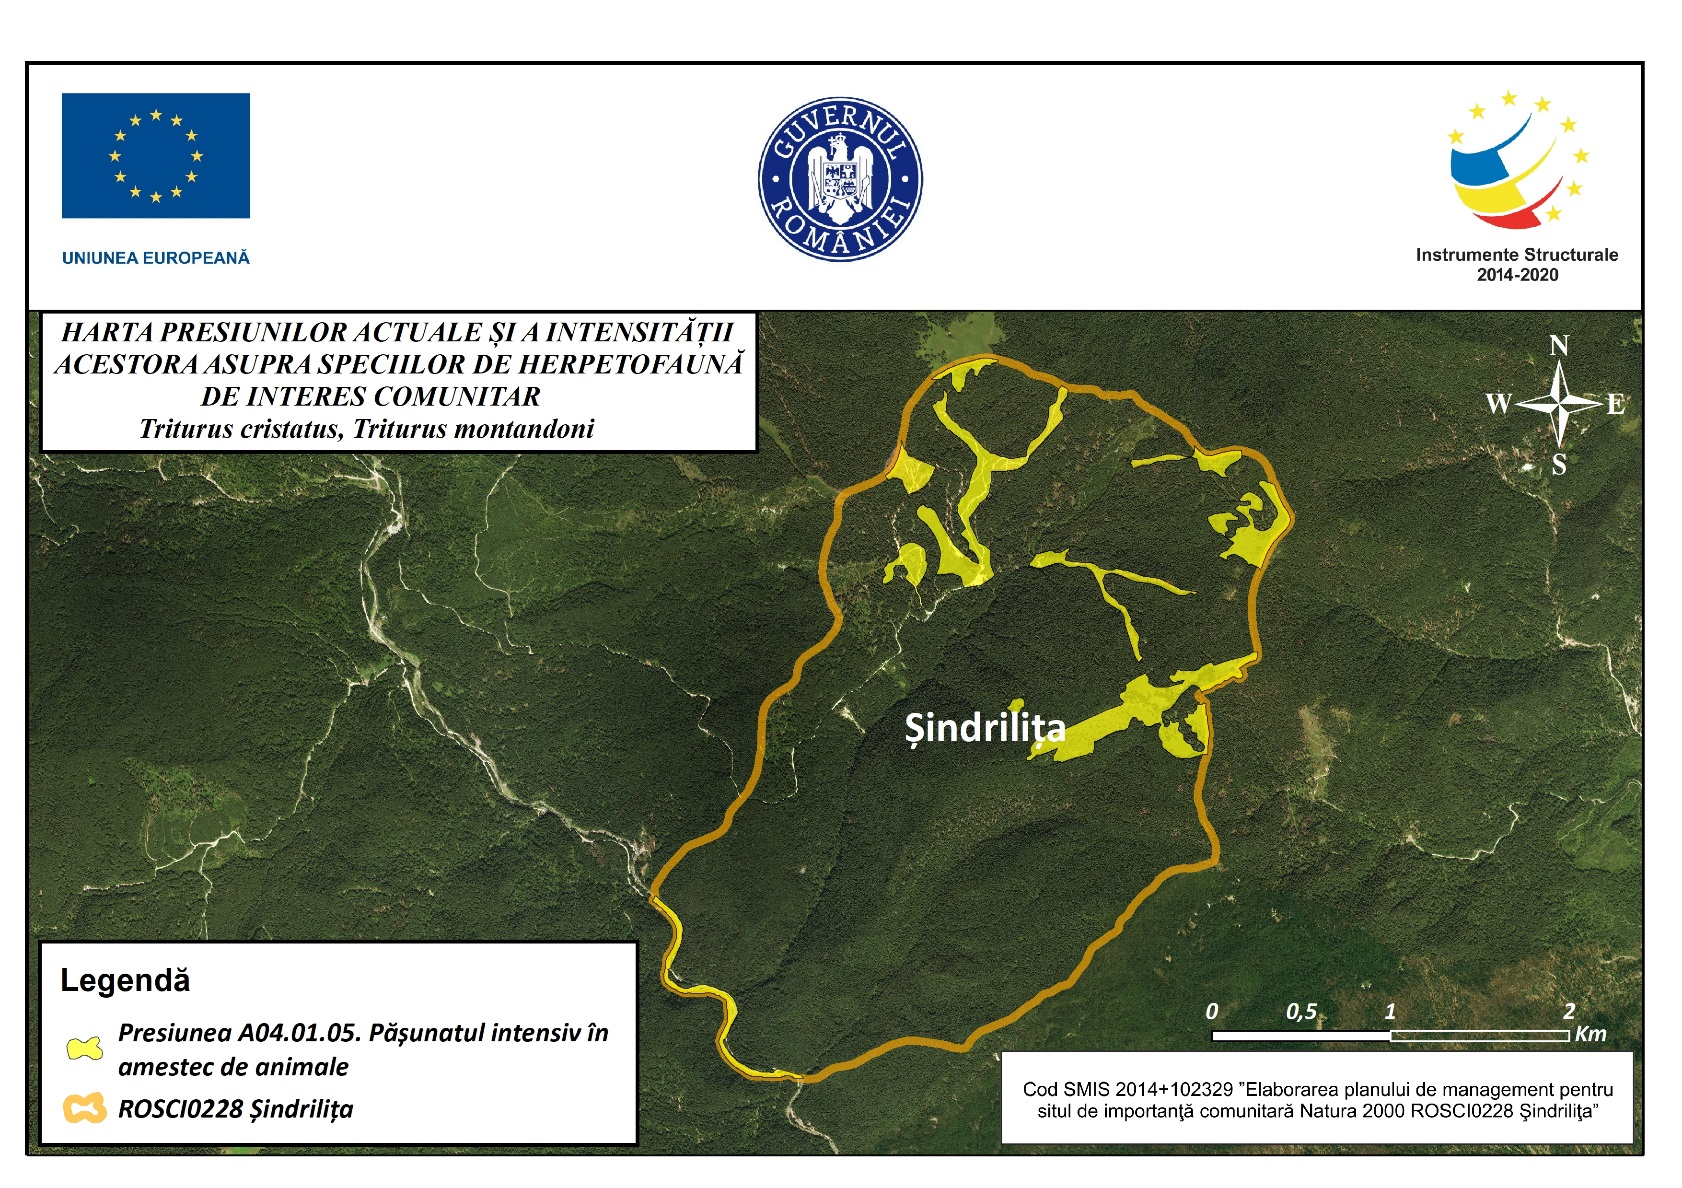 UNIUNEA EUROPEANĂ
GUVERNUL ROMÂNIEI
Instrumente Structurale
2014-2020
HARTA PRESIUNILOR ACTUALE ȘI A INTENSITĂȚII
ACESTORA ASUPRA SPECIILOR DE HERPETOFAUNĂ
DE INTERES COMUNITAR
Triturus cristatus, Triturus montandoni
N
W
E
S
Șindrilița
Legendă
Presiunea A04.01.05. Pășunatul intensiv în
amestec de animale
ROSCI0228 Șindrilița
0 0,5 1 2
Km
Cod SMIS 2014+102329 ”Elaborarea planului de management pentru
situl de importanţă comunitară Natura 2000 ROSCI0228 Şindriliţa”